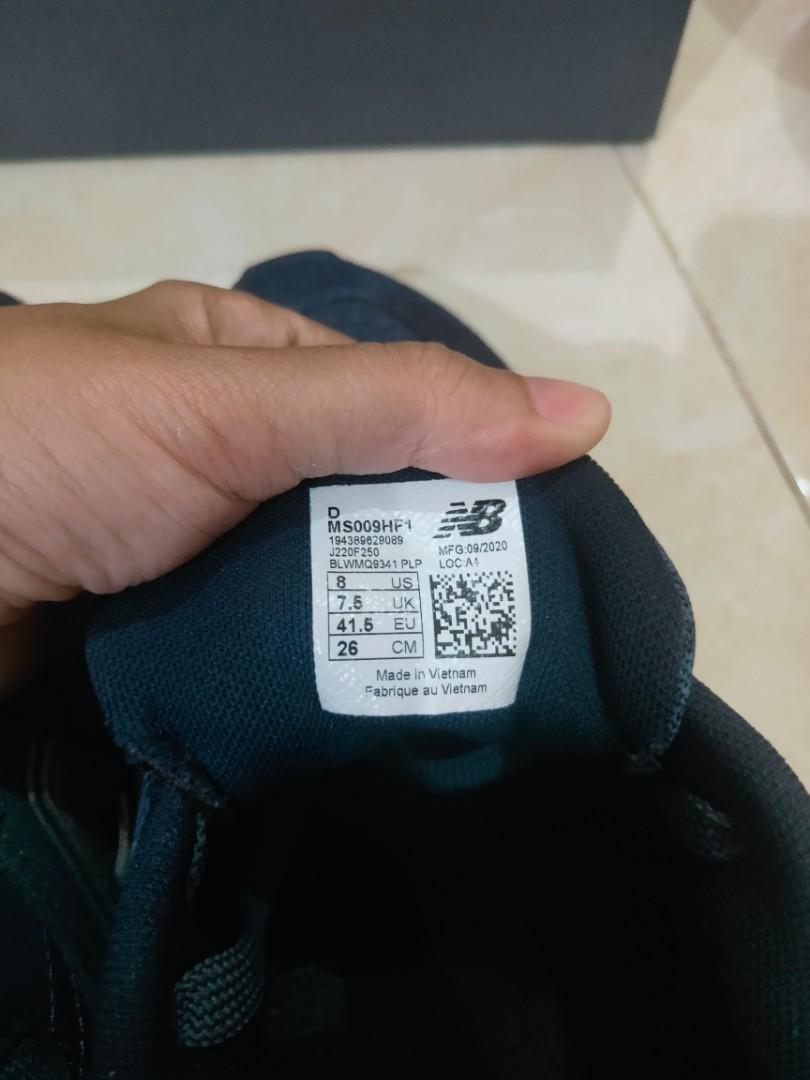 D
MS009HF1
NB
194389629089
J220F250
MFG:09/2020
BLWMQ9341 PLP
LOC:A1
8 US
7.5 UK
41.5 EU
26 CM
Made in Vietnam
Fabrique au Vietnam